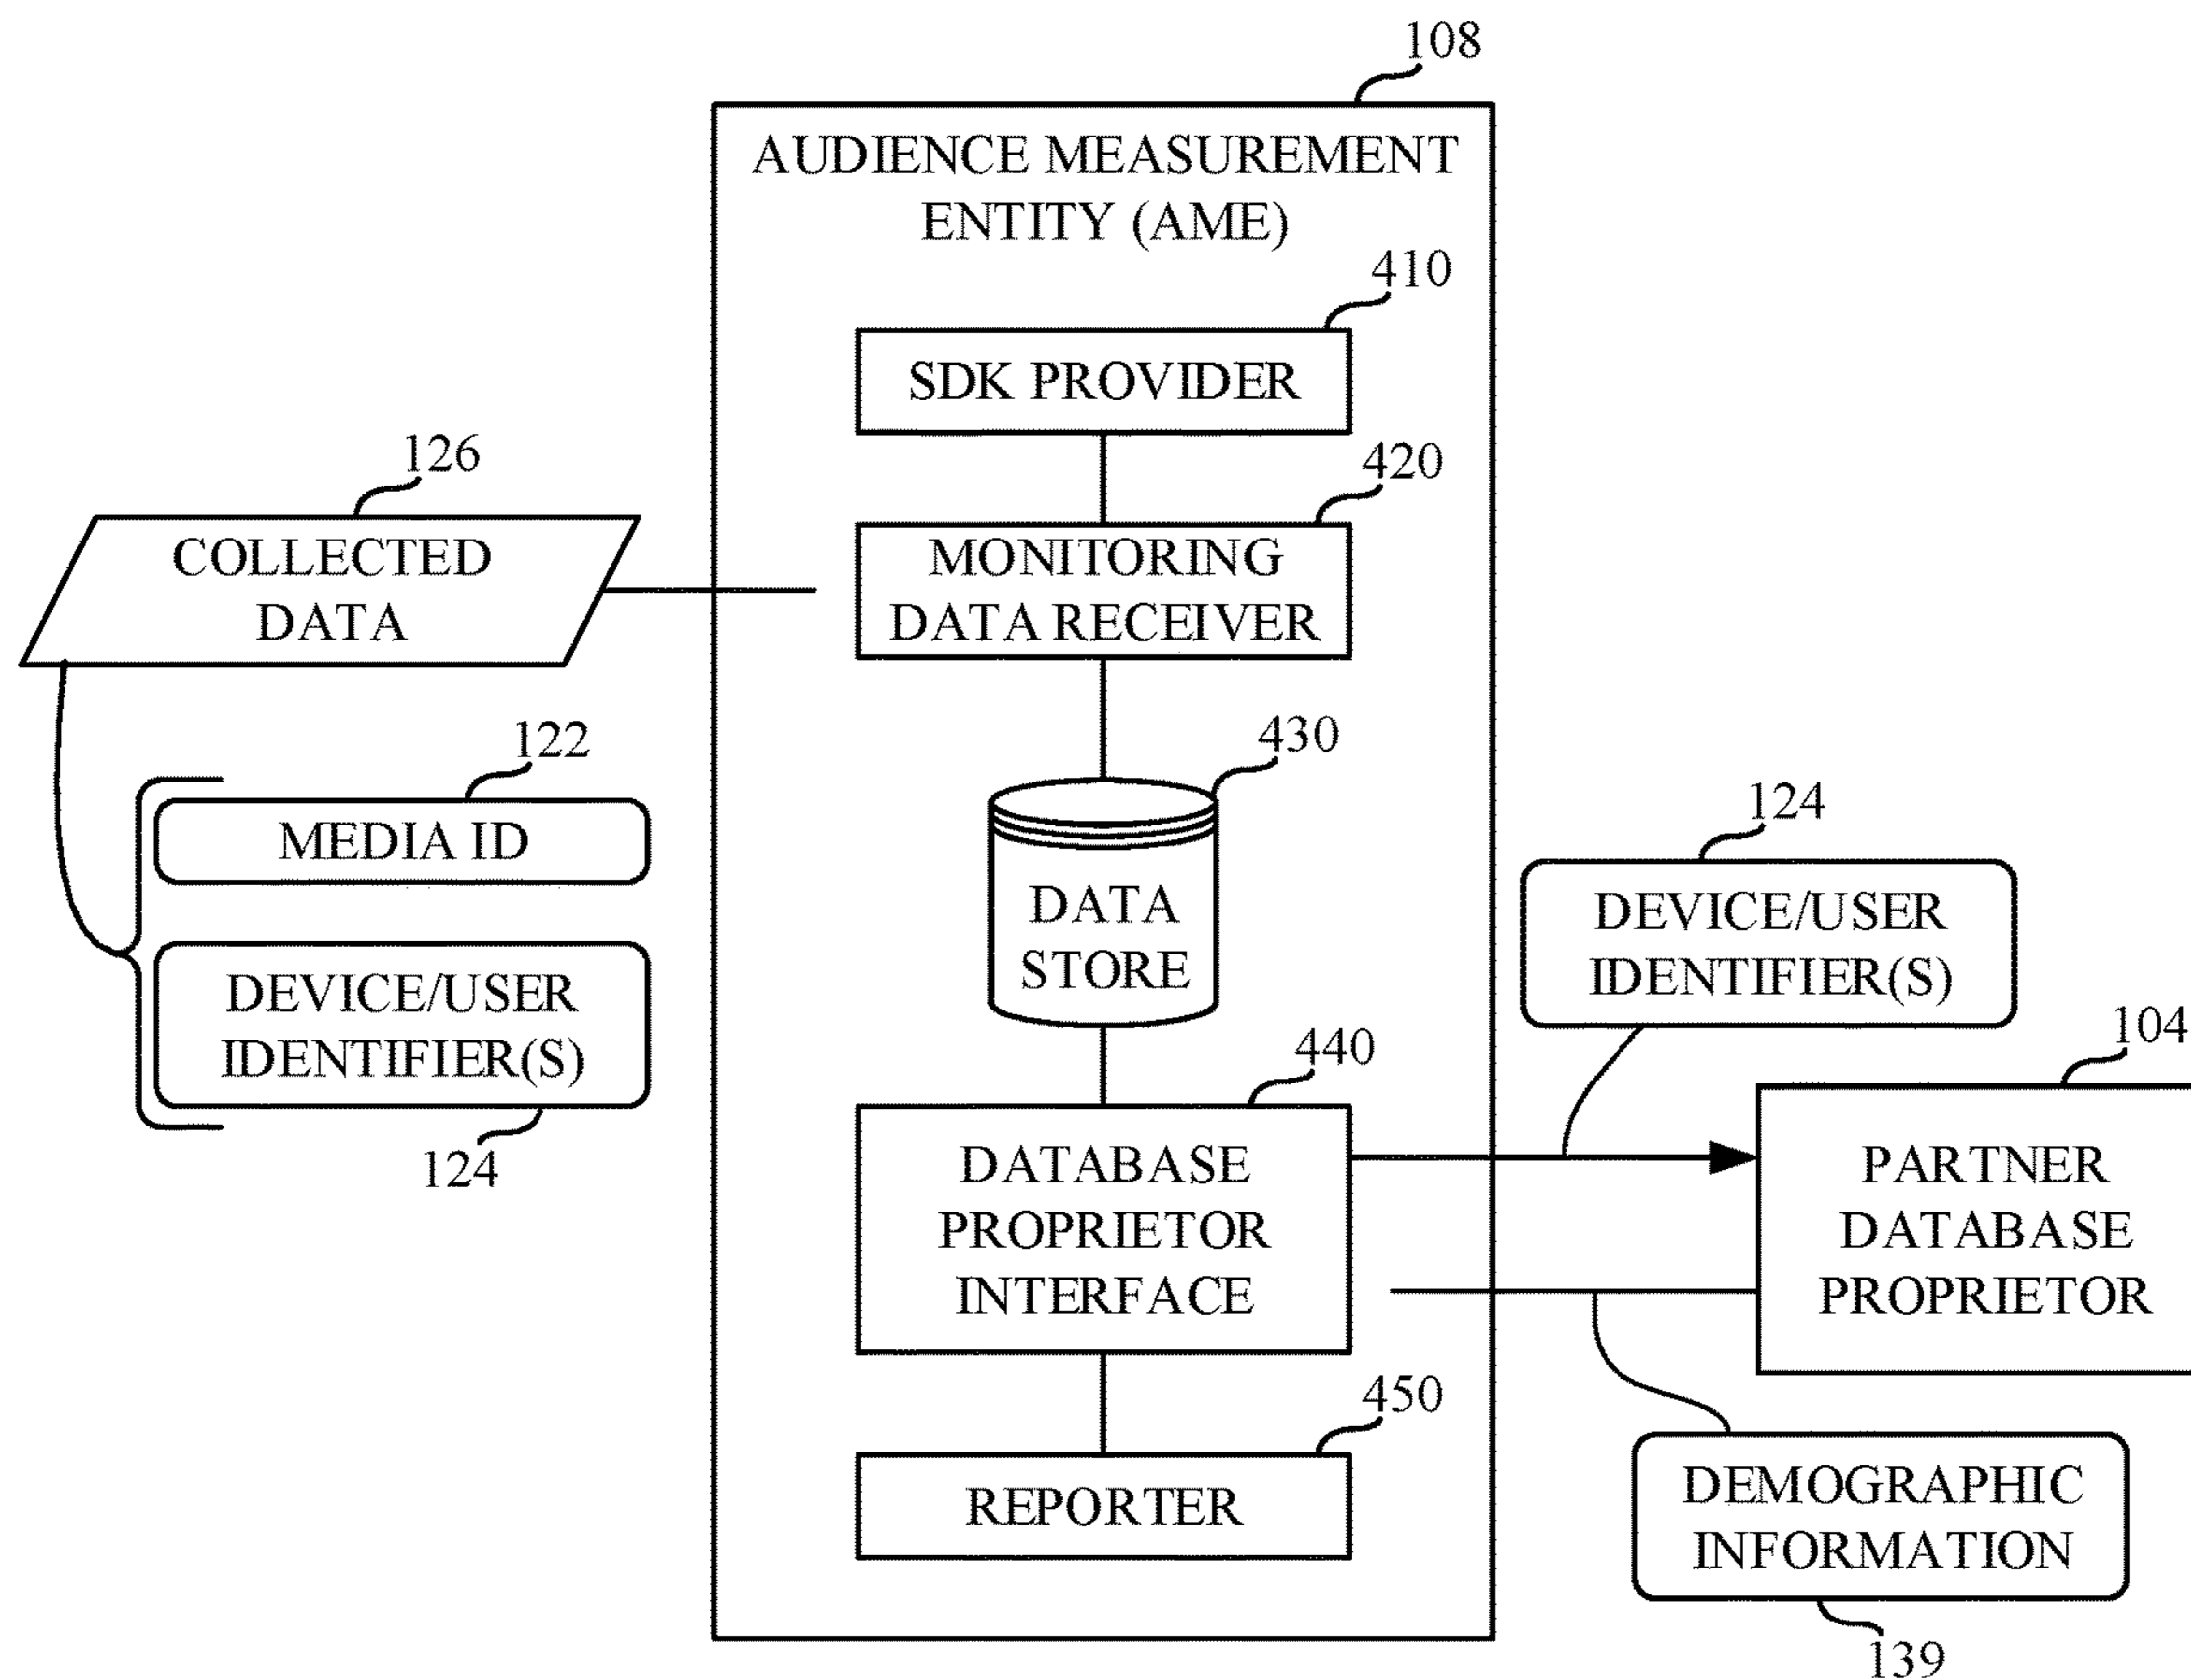 108
AUDIENCE MEASUREMENT
ENTITY (AME)
410
SDK PROVIDER
126
COLLECTED
DATA
420
MONITORING
DATA RECEIVER
122
MEDIA ID
DEVICE/USER
IDENTIFIER(S)
124
430
DATA
STORE
124
DEVICE/USER
IDENTIFIER(S)
440
DATABASE
PROPRIETOR
INTERFACE
104
PARTNER
DATABASE
PROPRIETOR
450
REPORTER
DEMOGRAPHIC
INFORMATION
139